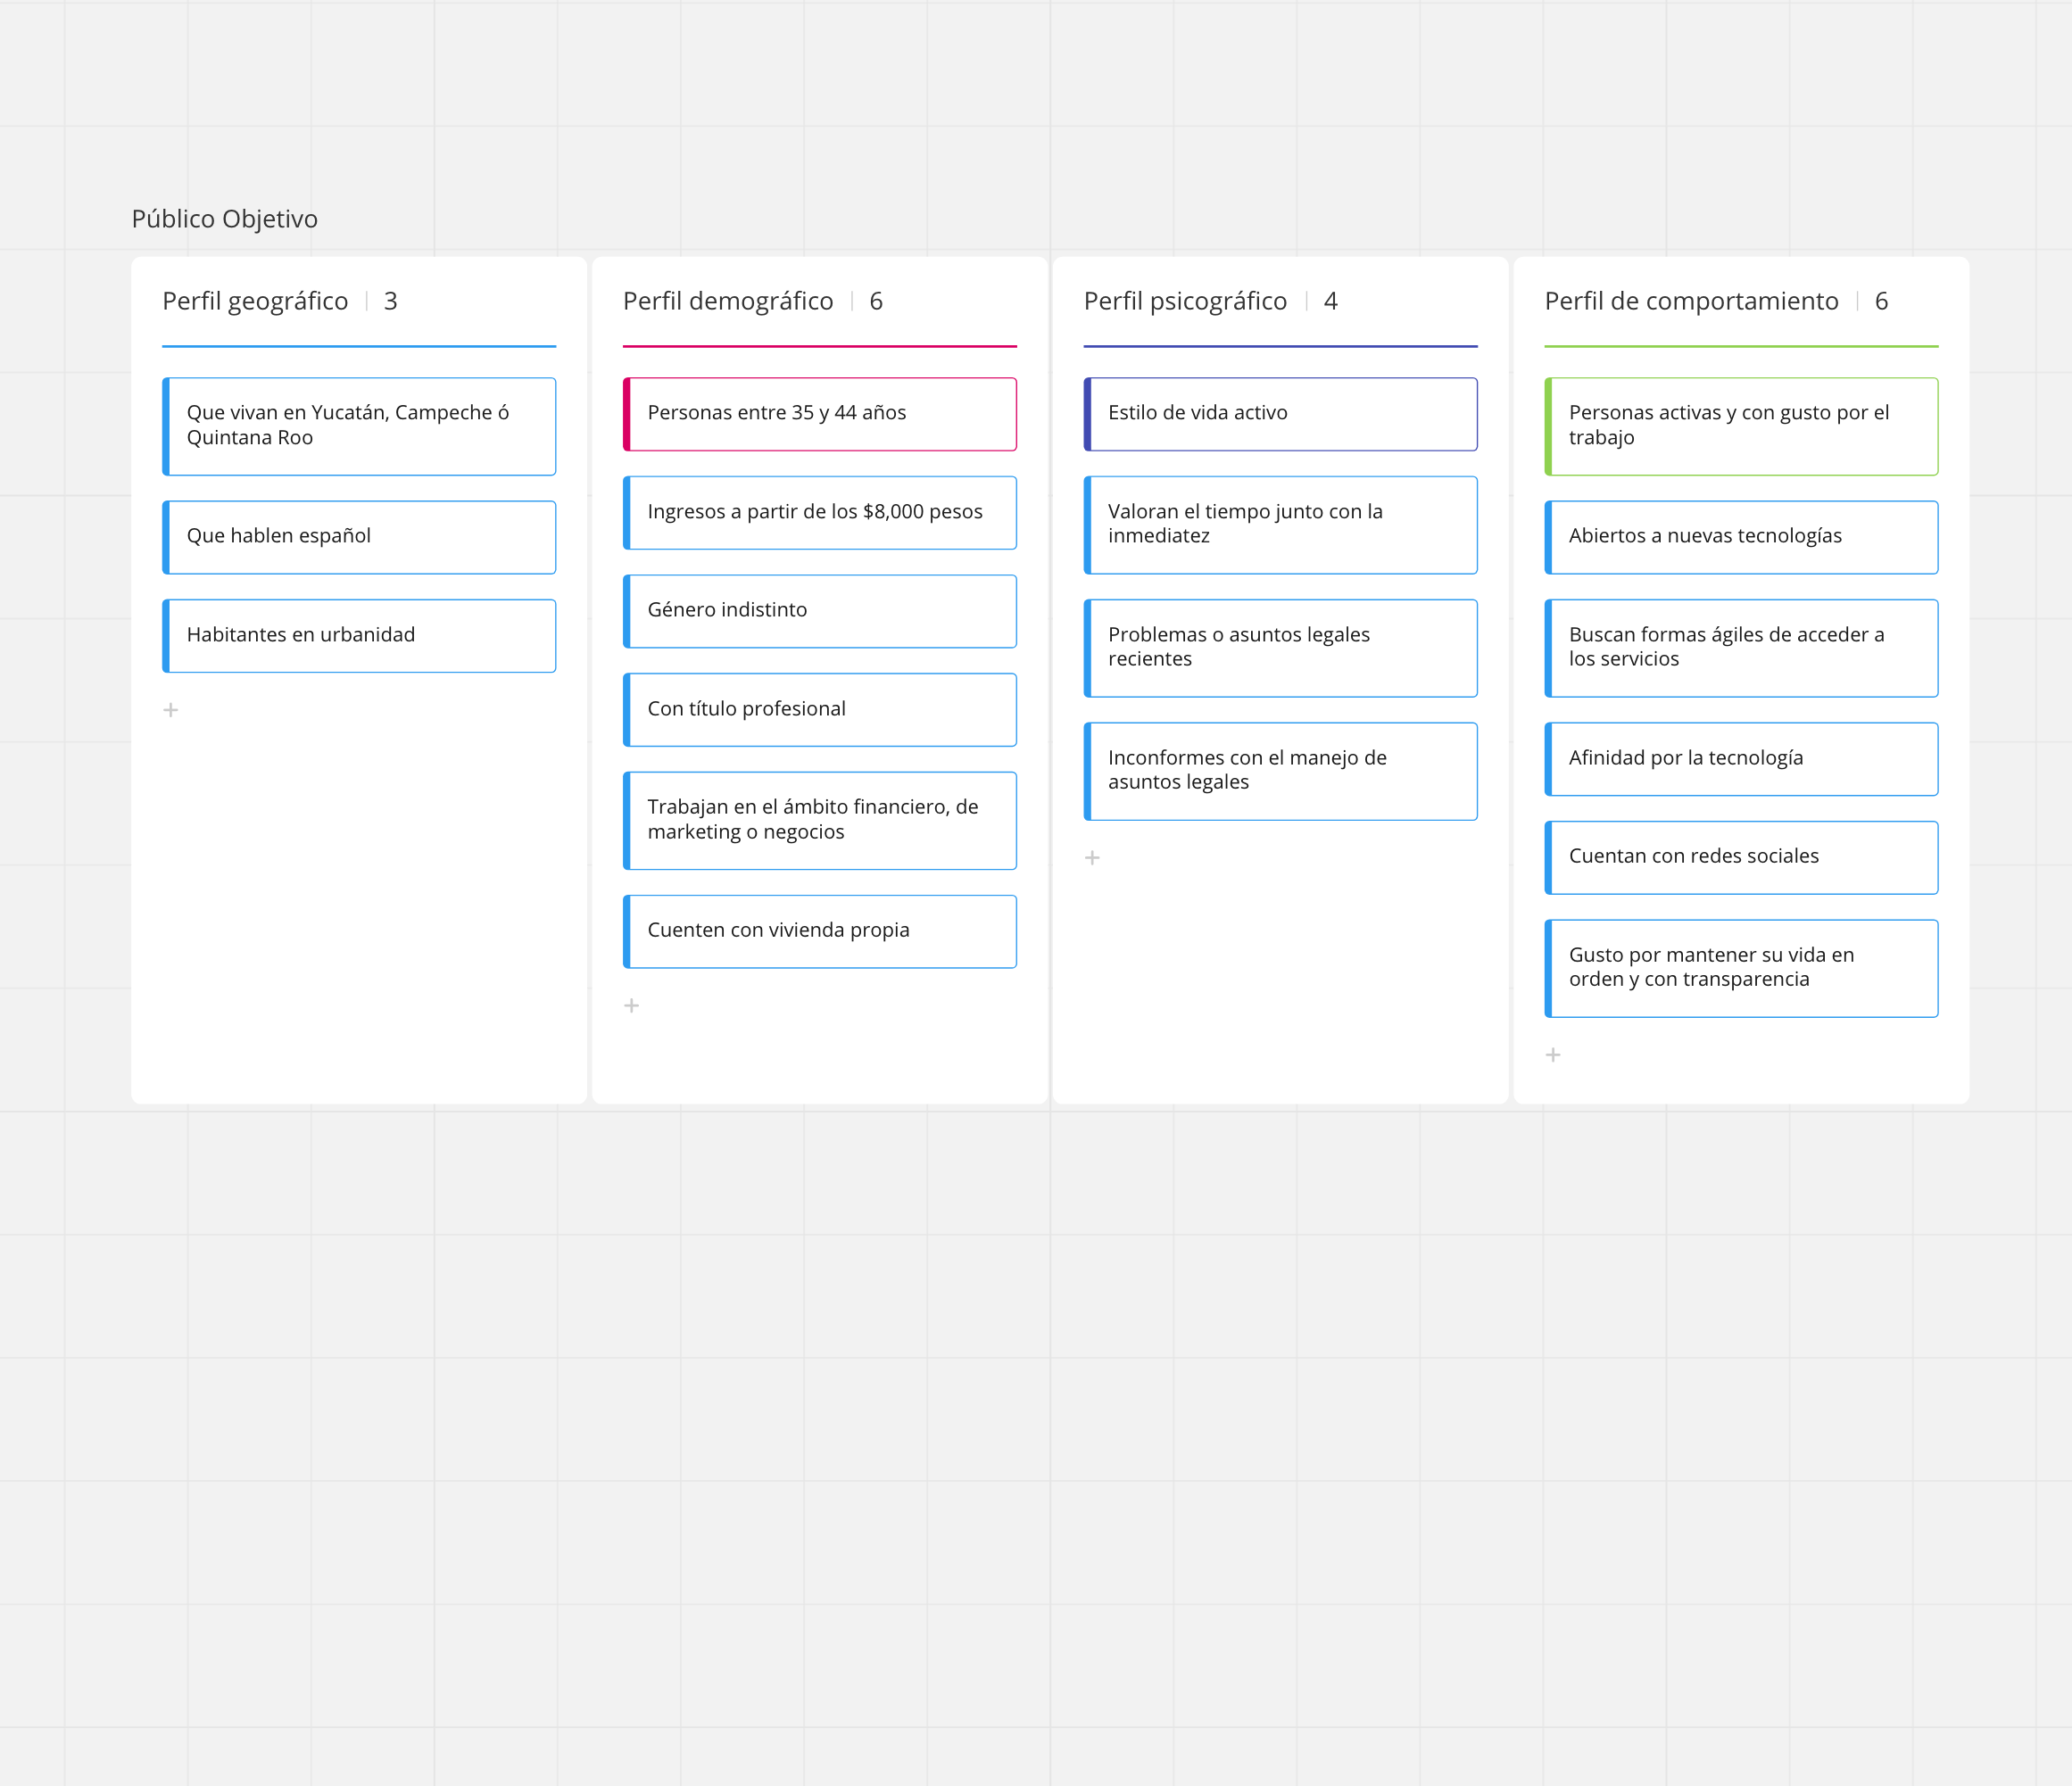 Público Objetivo
Perfil geográfico | 3
Que vivan en Yucatán, Campeche ó
Quintana Roo
Que hablen español
Habitantes en urbanidad
+
Perfil demográfico | 6
Personas entre 35 y 44 años
Ingresos a partir de los $8,000 pesos
Género indistinto
Con título profesional
Trabajan en el ámbito financiero, de
marketing o negocios
Cuenten con vivienda propia
+
Perfil psicográfico | 4
Estilo de vida activo
Valoran el tiempo junto con la
inmediatez
Problemas o asuntos legales
recientes
Inconformes con el manejo de
asuntos legales
+
Perfil de comportamiento | 6
Personas activas y con gusto por el
trabajo
Abiertos a nuevas tecnologías
Buscan formas ágiles de acceder a
los servicios
Afinidad por la tecnología
Cuentan con redes sociales
Gusto por mantener su vida en
orden y con transparencia
+